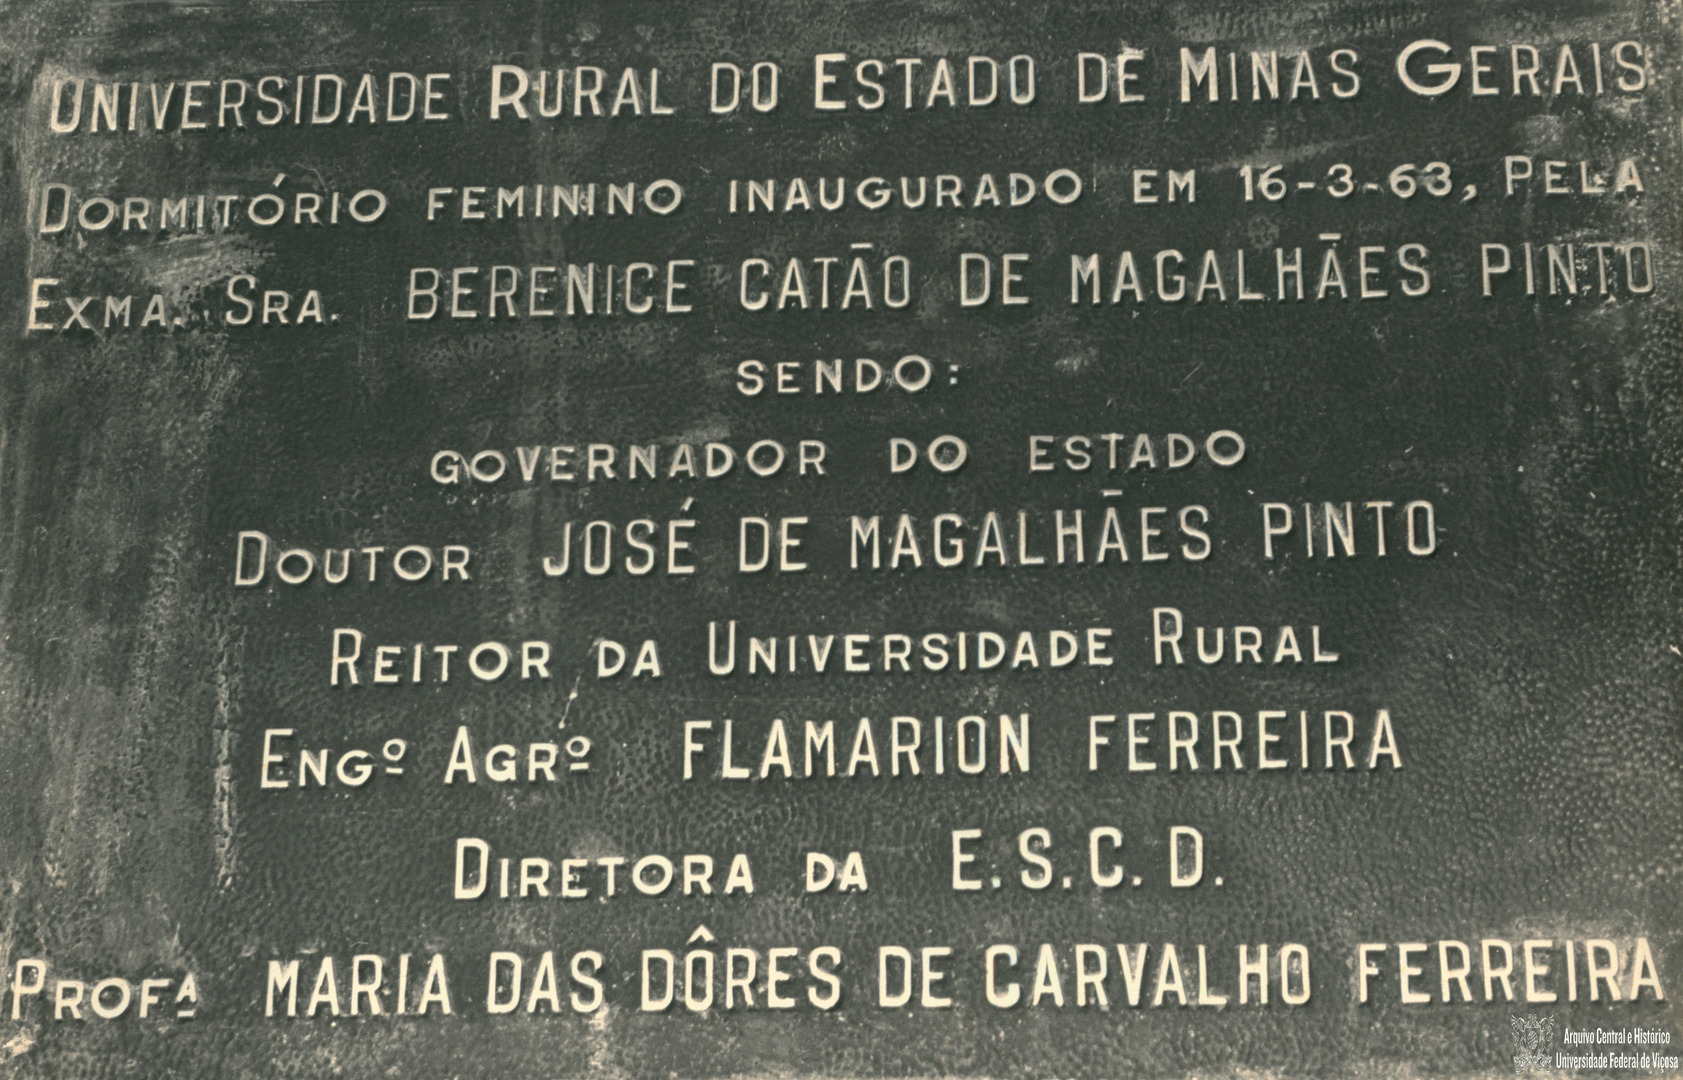 UNIVERSIDADE RURAL DO ESTADO DE MINAS GERAIS
DORMITÓRIO FEMININO INAUGURADO EM 16-3-63, PELA
EXMA. SRA. BERENICE CATÃO DE MAGALHÃES PINTO
SENDO:
GOVERNADOR DO ESTADO
DOUTOR JOSÉ DE MAGALHÃES PINTO
REITOR DA UNIVERSIDADE RURAL
ENGº AGRº FLAMARION FERREIRA
DIRETORA DA E.S.C.D.
PROFª MARIA DAS DÔRES DE CARVALHO FERREIRA
Arquivo Central e Histórico
Universidade Federal de Viçosa